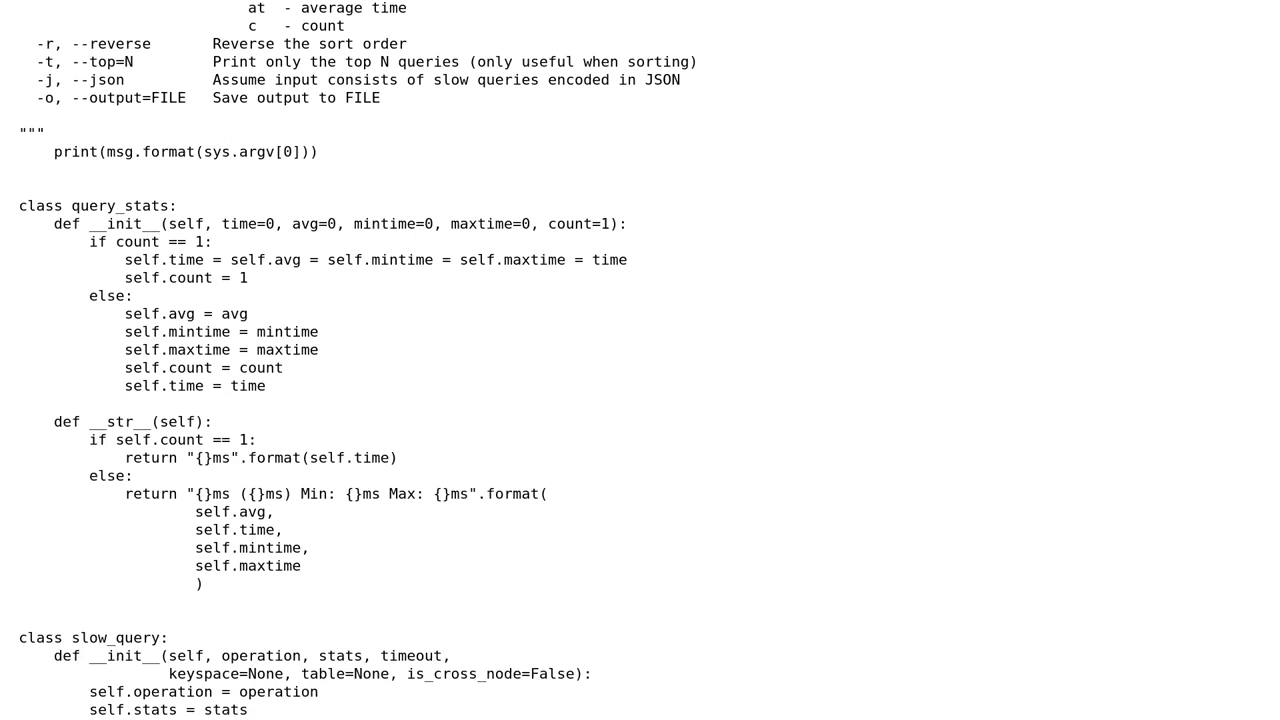 at  - average time
                          c   - count
  -r, --reverse       Reverse the sort order
  -t, --top=N         Print only the top N queries (only useful when sorting)
  -j, --json          Assume input consists of slow queries encoded in JSON
  -o, --output=FILE   Save output to FILE

"""
    print(msg.format(sys.argv[0]))


class query_stats:
    def __init__(self, time=0, avg=0, mintime=0, maxtime=0, count=1):
        if count == 1:
            self.time = self.avg = self.mintime = self.maxtime = time
            self.count = 1
        else:
            self.avg = avg
            self.mintime = mintime
            self.maxtime = maxtime
            self.count = count
            self.time = time

    def __str__(self):
        if self.count == 1:
            return "{}ms".format(self.time)
        else:
            return "{}ms ({}ms) Min: {}ms Max: {}ms".format(
                    self.avg,
                    self.time,
                    self.mintime,
                    self.maxtime
                    )


class slow_query:
    def __init__(self, operation, stats, timeout,
                 keyspace=None, table=None, is_cross_node=False):
        self.operation = operation
        self.stats = stats